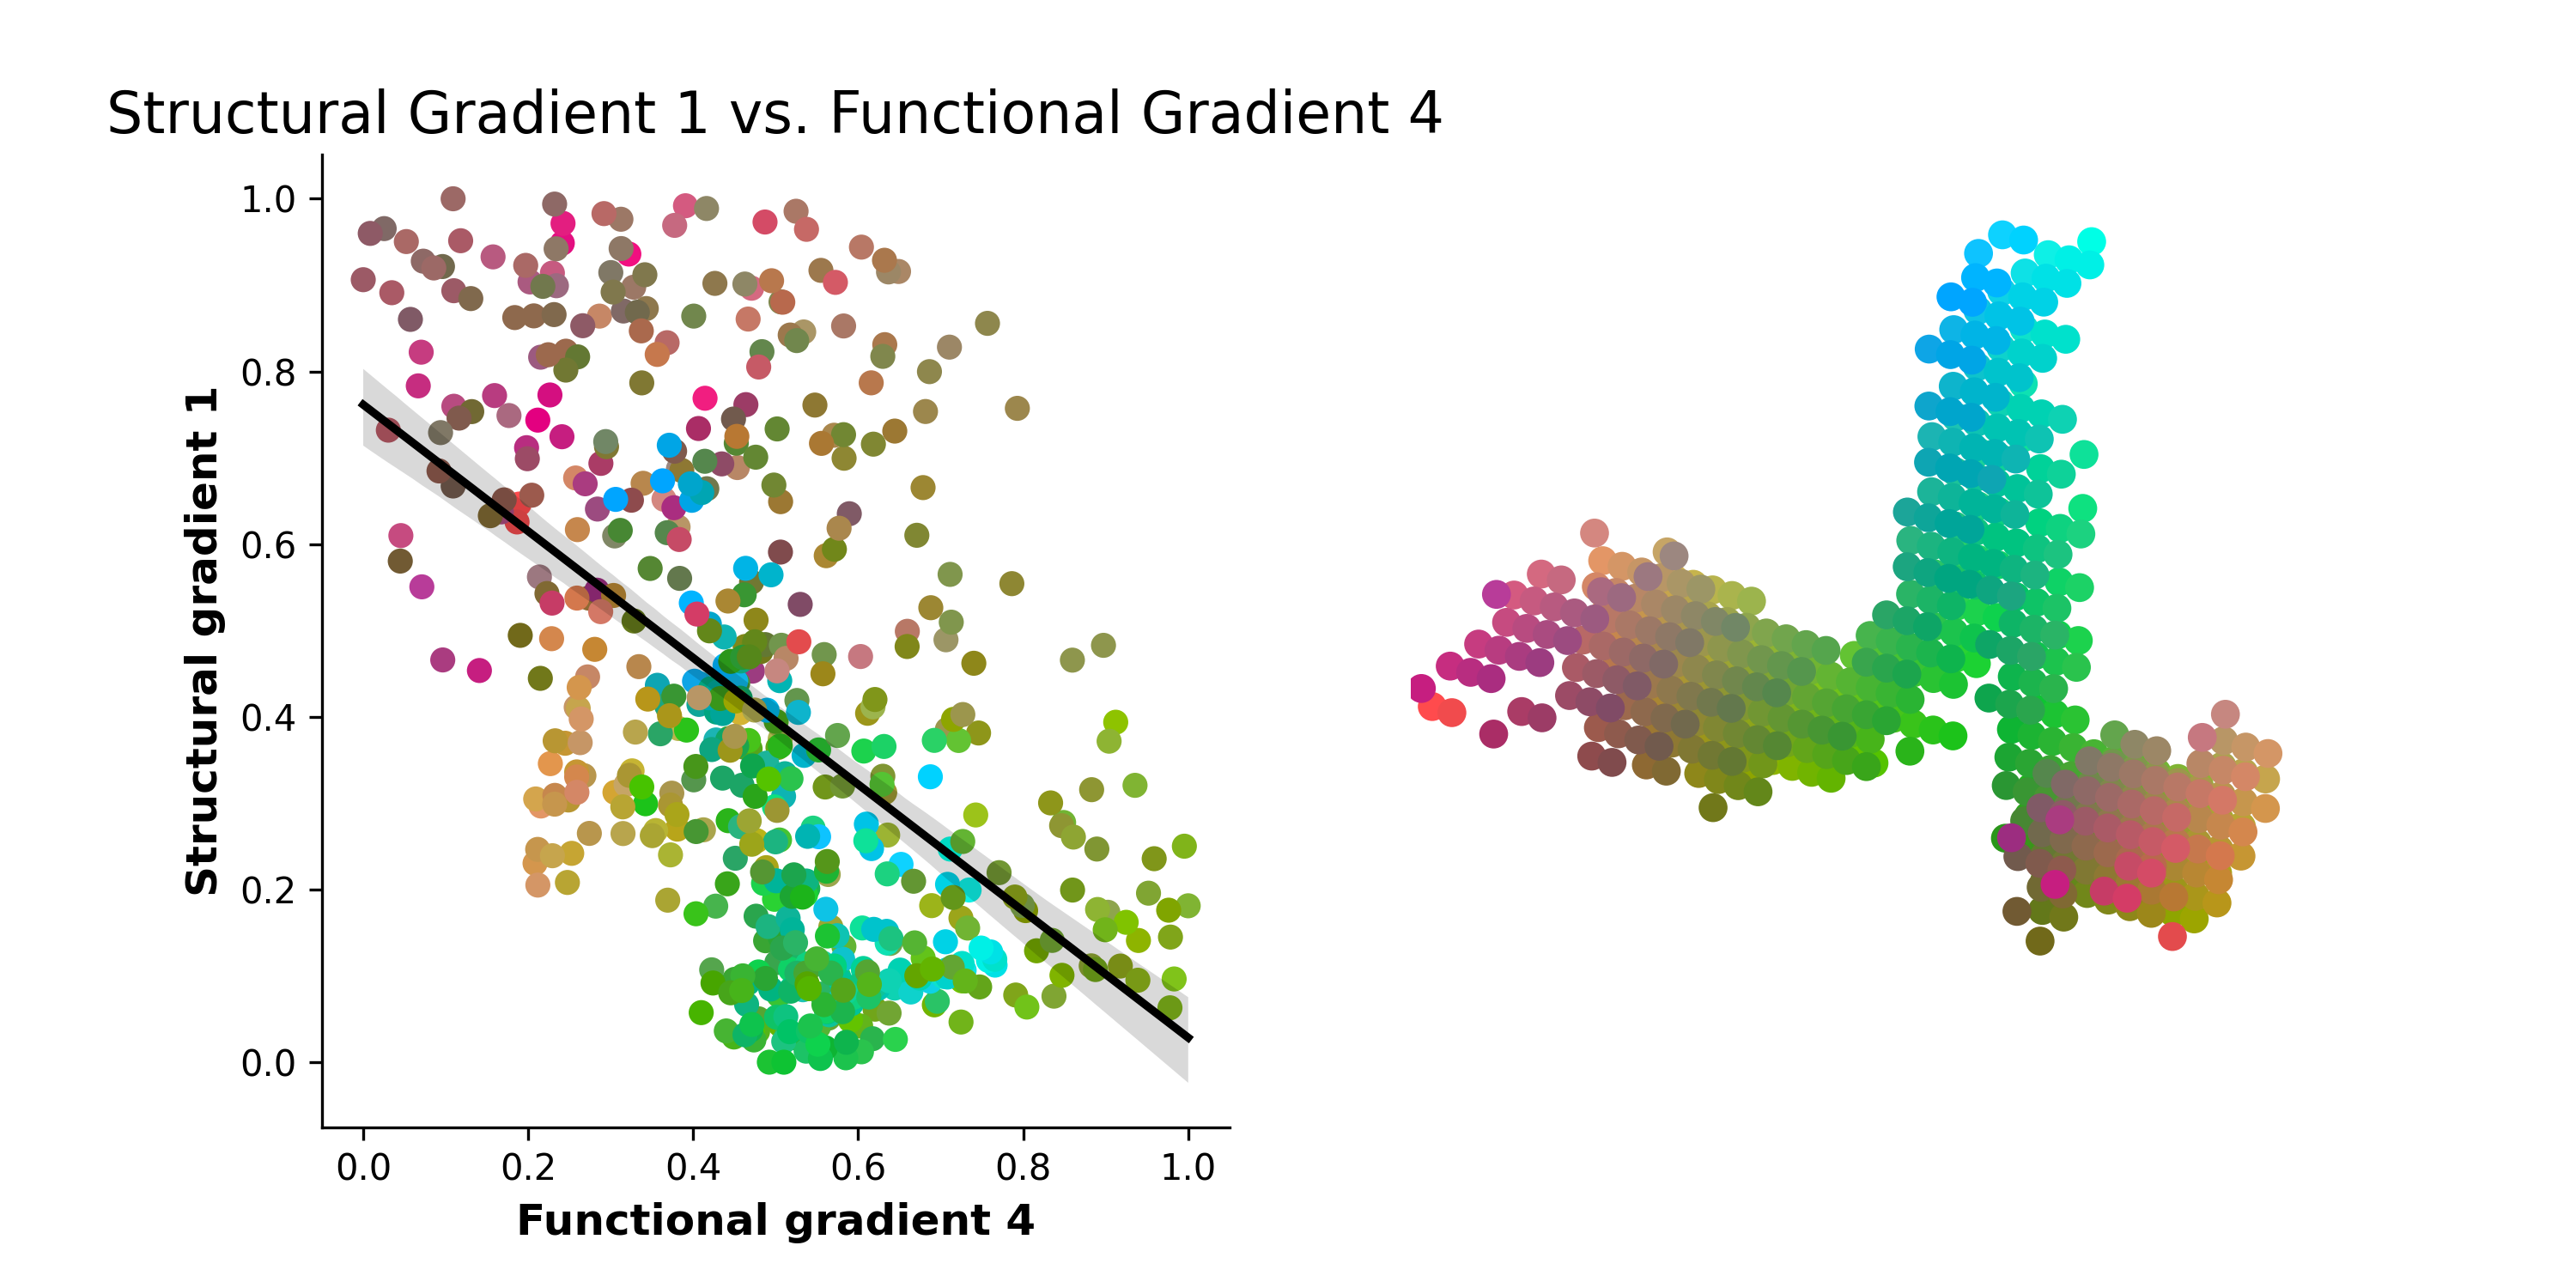 Structural Gradient 1 vs. Functional Gradient 4
1.0
0.8
0.6
0.4
0.2
0.0
Structural gradient 1
0.0 0.2 0.4 0.6 0.8 1.0
Functional gradient 4